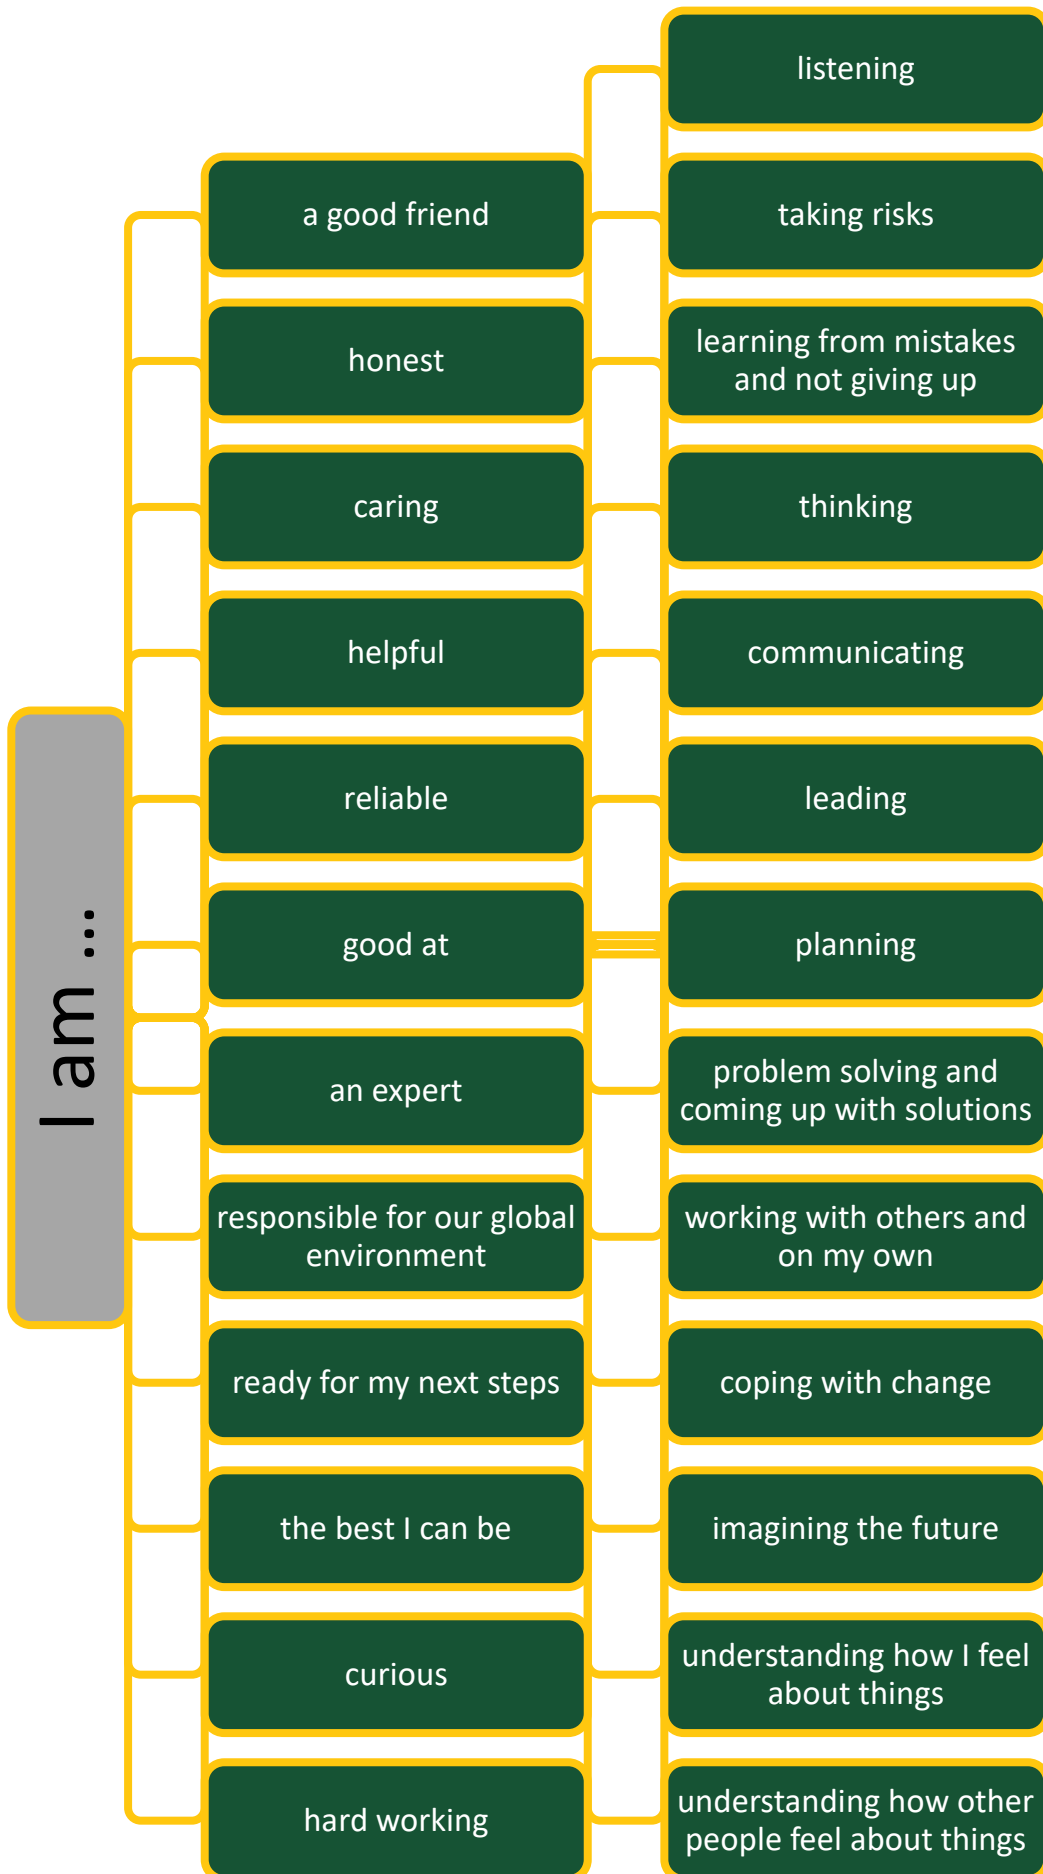 I am ...
a good friend
honest
caring
helpful
reliable
good at
listening
taking risks
learning from mistakes
and not giving up
thinking
communicating
leading
planning
problem solving and
coming up with solutions
working with others and
on my own
coping with change
imagining the future
understanding how I feel
about things
understanding how other
people feel about things
an expert
responsible for our global
environment
ready for my next steps
the best I can be
curious
hard working